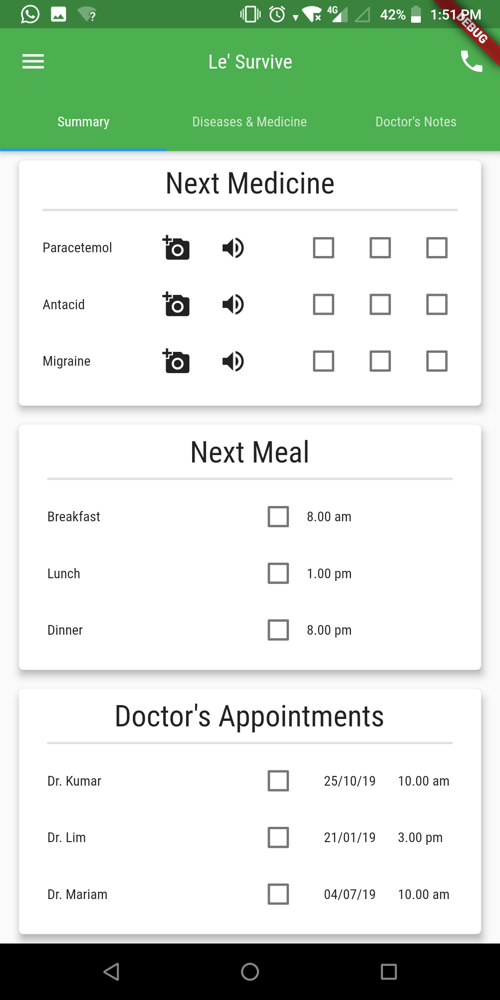 4G 42% 1:51 PM
DEBUG
Le' Survive
Summary Diseases & Medicine Doctor's Notes
Next Medicine
Paracetemol
Antacid
Migraine
Next Meal
Breakfast 8.00 am
Lunch 1.00 pm
Dinner 8.00 pm
Doctor's Appointments
Dr. Kumar 25/10/19 10.00 am
Dr. Lim 21/01/19 3.00 pm
Dr. Mariam 04/07/19 10.00 am